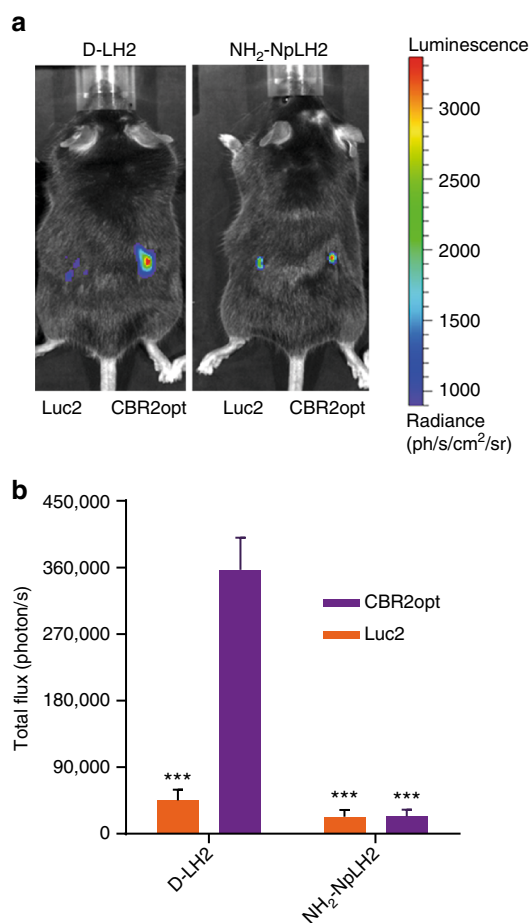 a
D-LH2
NH₂-NpLH2
Luminescence
3000
2500
2000
1500
1000
Luc2
CBR2opt
Luc2
CBR2opt
Radiance
(ph/s/cm²/sr)
b
Total flux (photon/s)
450,000
360,000
270,000
180,000
90,000
0
CBR2opt
Luc2
***
***
***
D-LH2
NH₂-NpLH2